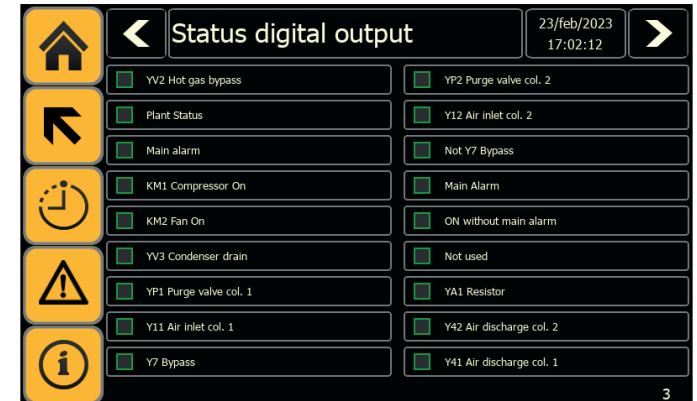 Status digital output
23/feb/2023
17:02:12
YV2 Hot gas bypass
Plant Status
Main alarm
KM1 Compressor On
KM2 Fan On
YV3 Condenser drain
YP1 Purge valve col. 1
Y11 Air inlet col. 1
Y7 Bypass
YP2 Purge valve col. 2
Y12 Air inlet col. 2
Not Y7 Bypass
Main Alarm
ON without main alarm
Not used
YA1 Resistor
Y42 Air discharge col. 2
Y41 Air discharge col. 1
3